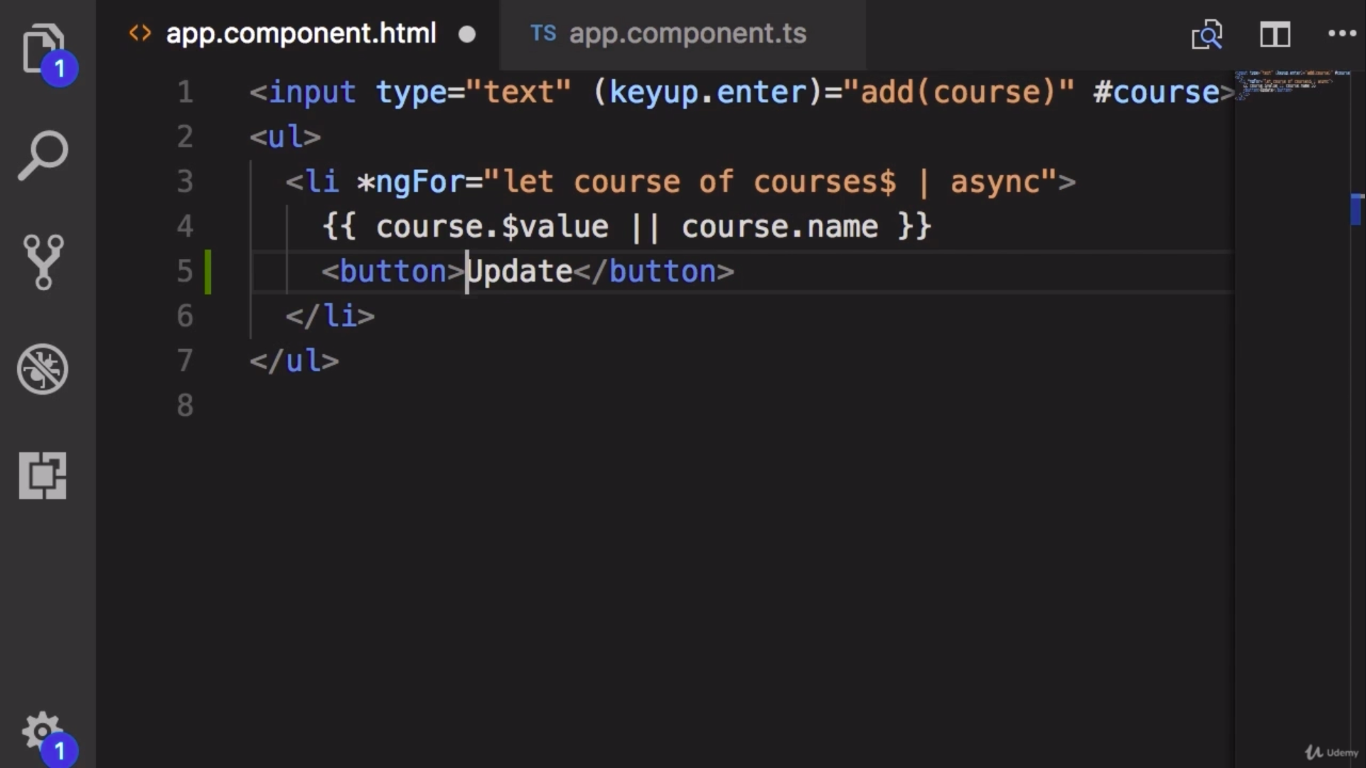 app.component.html
TS app.component.ts
1
1 <input type="text" (keyup.enter)="add(course)" #course>
2 <ul>
3 <li *ngFor="let course of courses$ | async">
4 {{ course.$value || course.name }}
5 <button>Update</button>
6 </li>
7 </ul>
8
1
Udemy